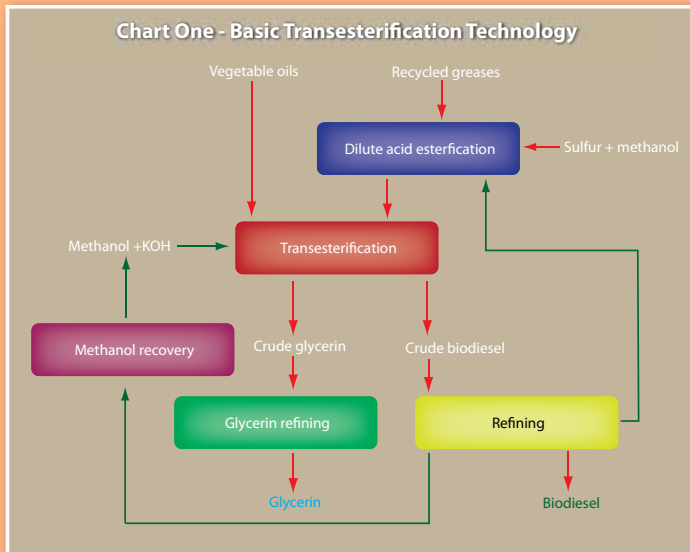 Chart One - Basic Transesterification Technology
Vegetable oils
Recycled greases
Dilute acid esterfication
Sulfur + methanol
Methanol +KOH
Transesterification
Methanol recovery
Crude glycerin
Crude biodiesel
Glycerin refining
Refining
Glycerin
Biodiesel